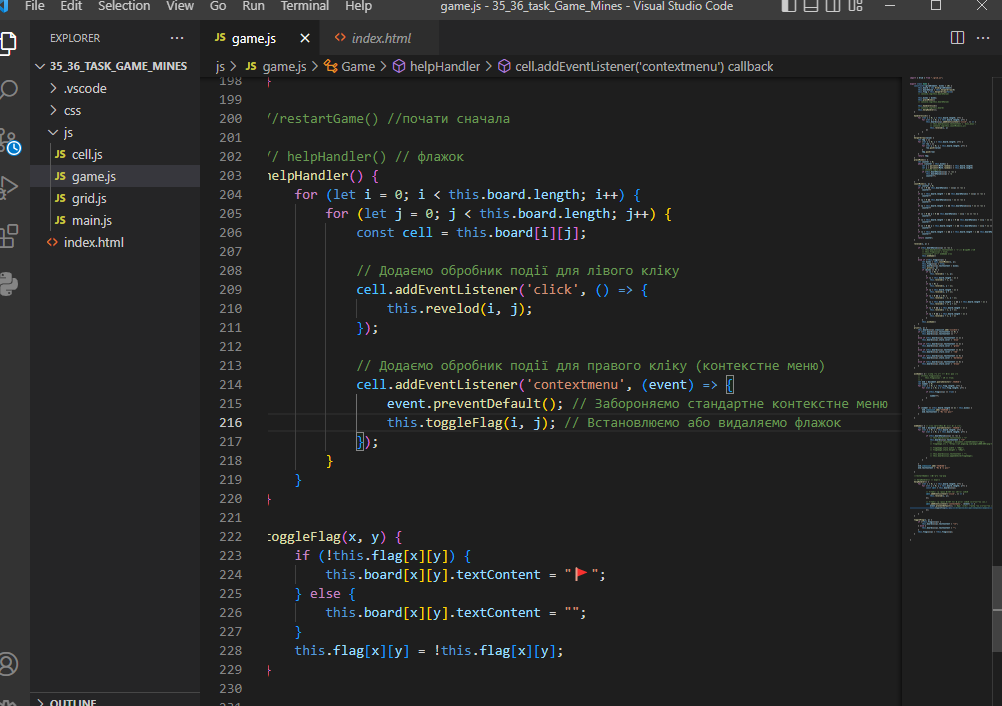 File Edit Selection View Go Run Terminal Help game.js - 35_36_task_Game_Mines - Visual Studio Code
EXPLORER ···
JS game.js × <> index.html ···
35_36_TASK_GAME_MINES
js > JS game.js > Game > helpHandler > cell.addEventListener('contextmenu') callback
> .vscode
> css
js
JS cell.js
JS game.js
JS grid.js
JS main.js
<> index.html
> OUTLINE
198 }
199
200 //restartGame() //почати сначала
201
202 // helpHandler() // флажок
203 helpHandler() {
204 for (let i = 0; i < this.board.length; i++) {
205 for (let j = 0; j < this.board.length; j++) {
206 const cell = this.board[i][j];
207
208 // Додаємо обробник події для лівого кліку
209 cell.addEventListener('click', () => {
210 this.revelod(i, j);
211 });
212
213 // Додаємо обробник події для правого кліку (контекстне меню)
214 cell.addEventListener('contextmenu', (event) => {
215 event.preventDefault(); // Забороняємо стандартне контекстне меню
216 this.toggleFlag(i, j); // Встановлюємо або видаляємо флажок
217 });
218 }
219 }
220 }
221
222 toggleFlag(x, y) {
223 if (!this.flag[x][y]) {
224 this.board[x][y].textContent = "🚩";
225 } else {
226 this.board[x][y].textContent = "";
227 }
228 this.flag[x][y] = !this.flag[x][y];
229 }
230